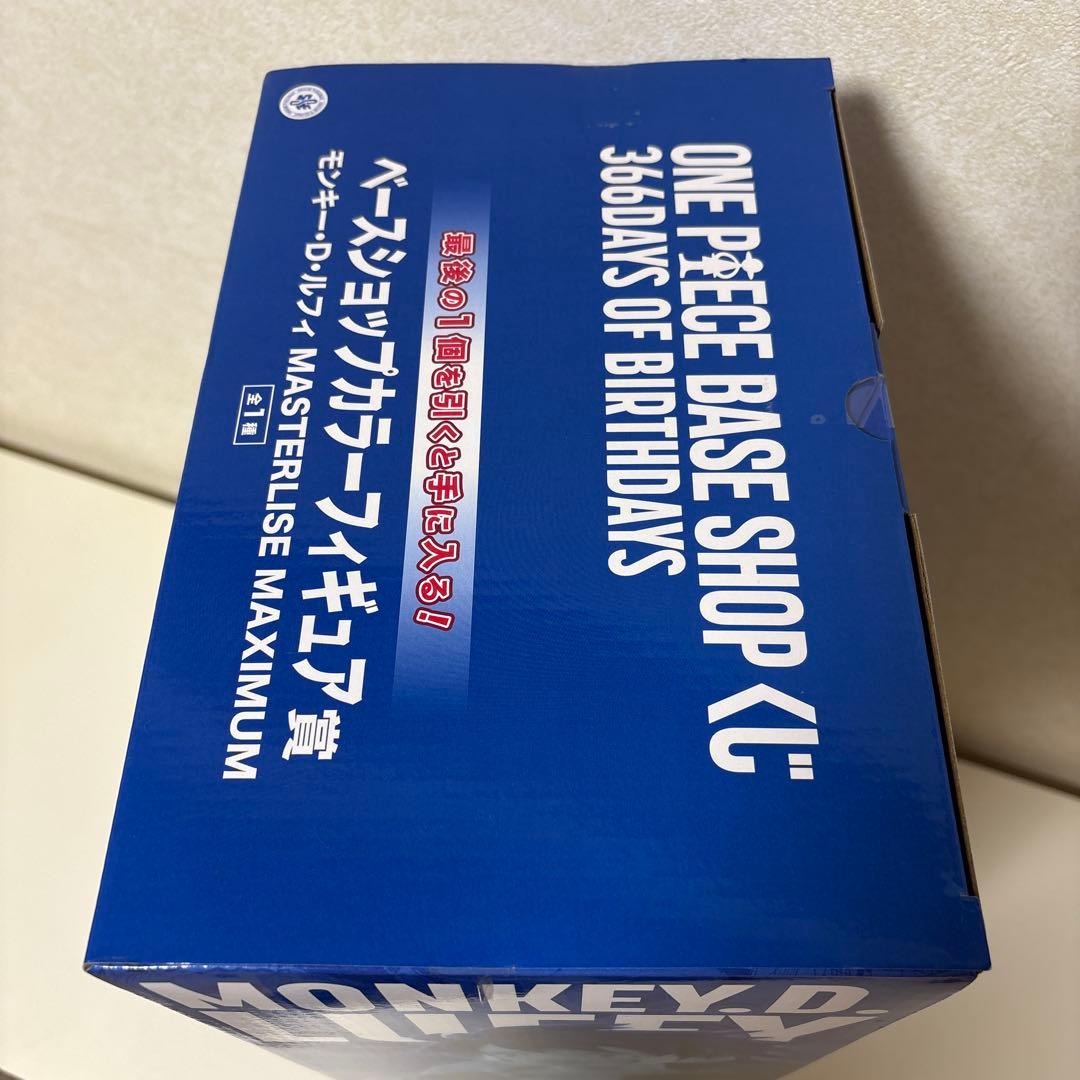 ONE PIECE BASE SHOP くじ
366DAYS OF BIRTHDAYS
最後の1個を引くと手に入る!
ベースショップカラーフィギュア賞
モンキー・D・ルフィ MASTERLISE MAXIMUM
全1種
MONKEY.D.
LUFFY